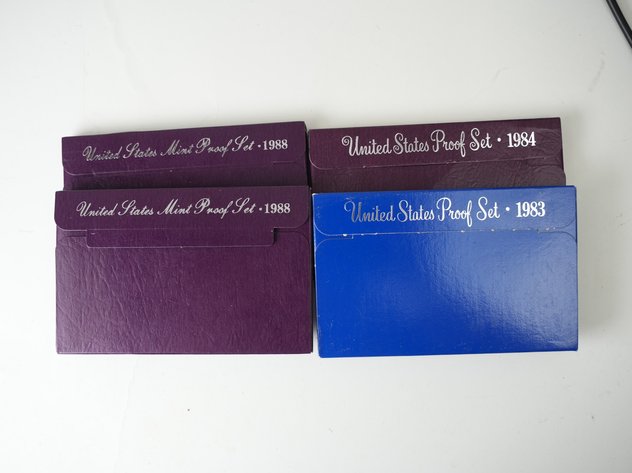 United States Mint Proof Set • 1988
United States Proof Set • 1984
United States Mint Proof Set • 1988
United States Proof Set • 1983